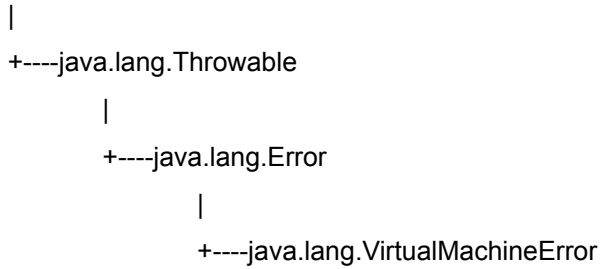 |
+----java.lang.Throwable
|
+----java.lang.Error
|
+----java.lang.VirtualMachineError